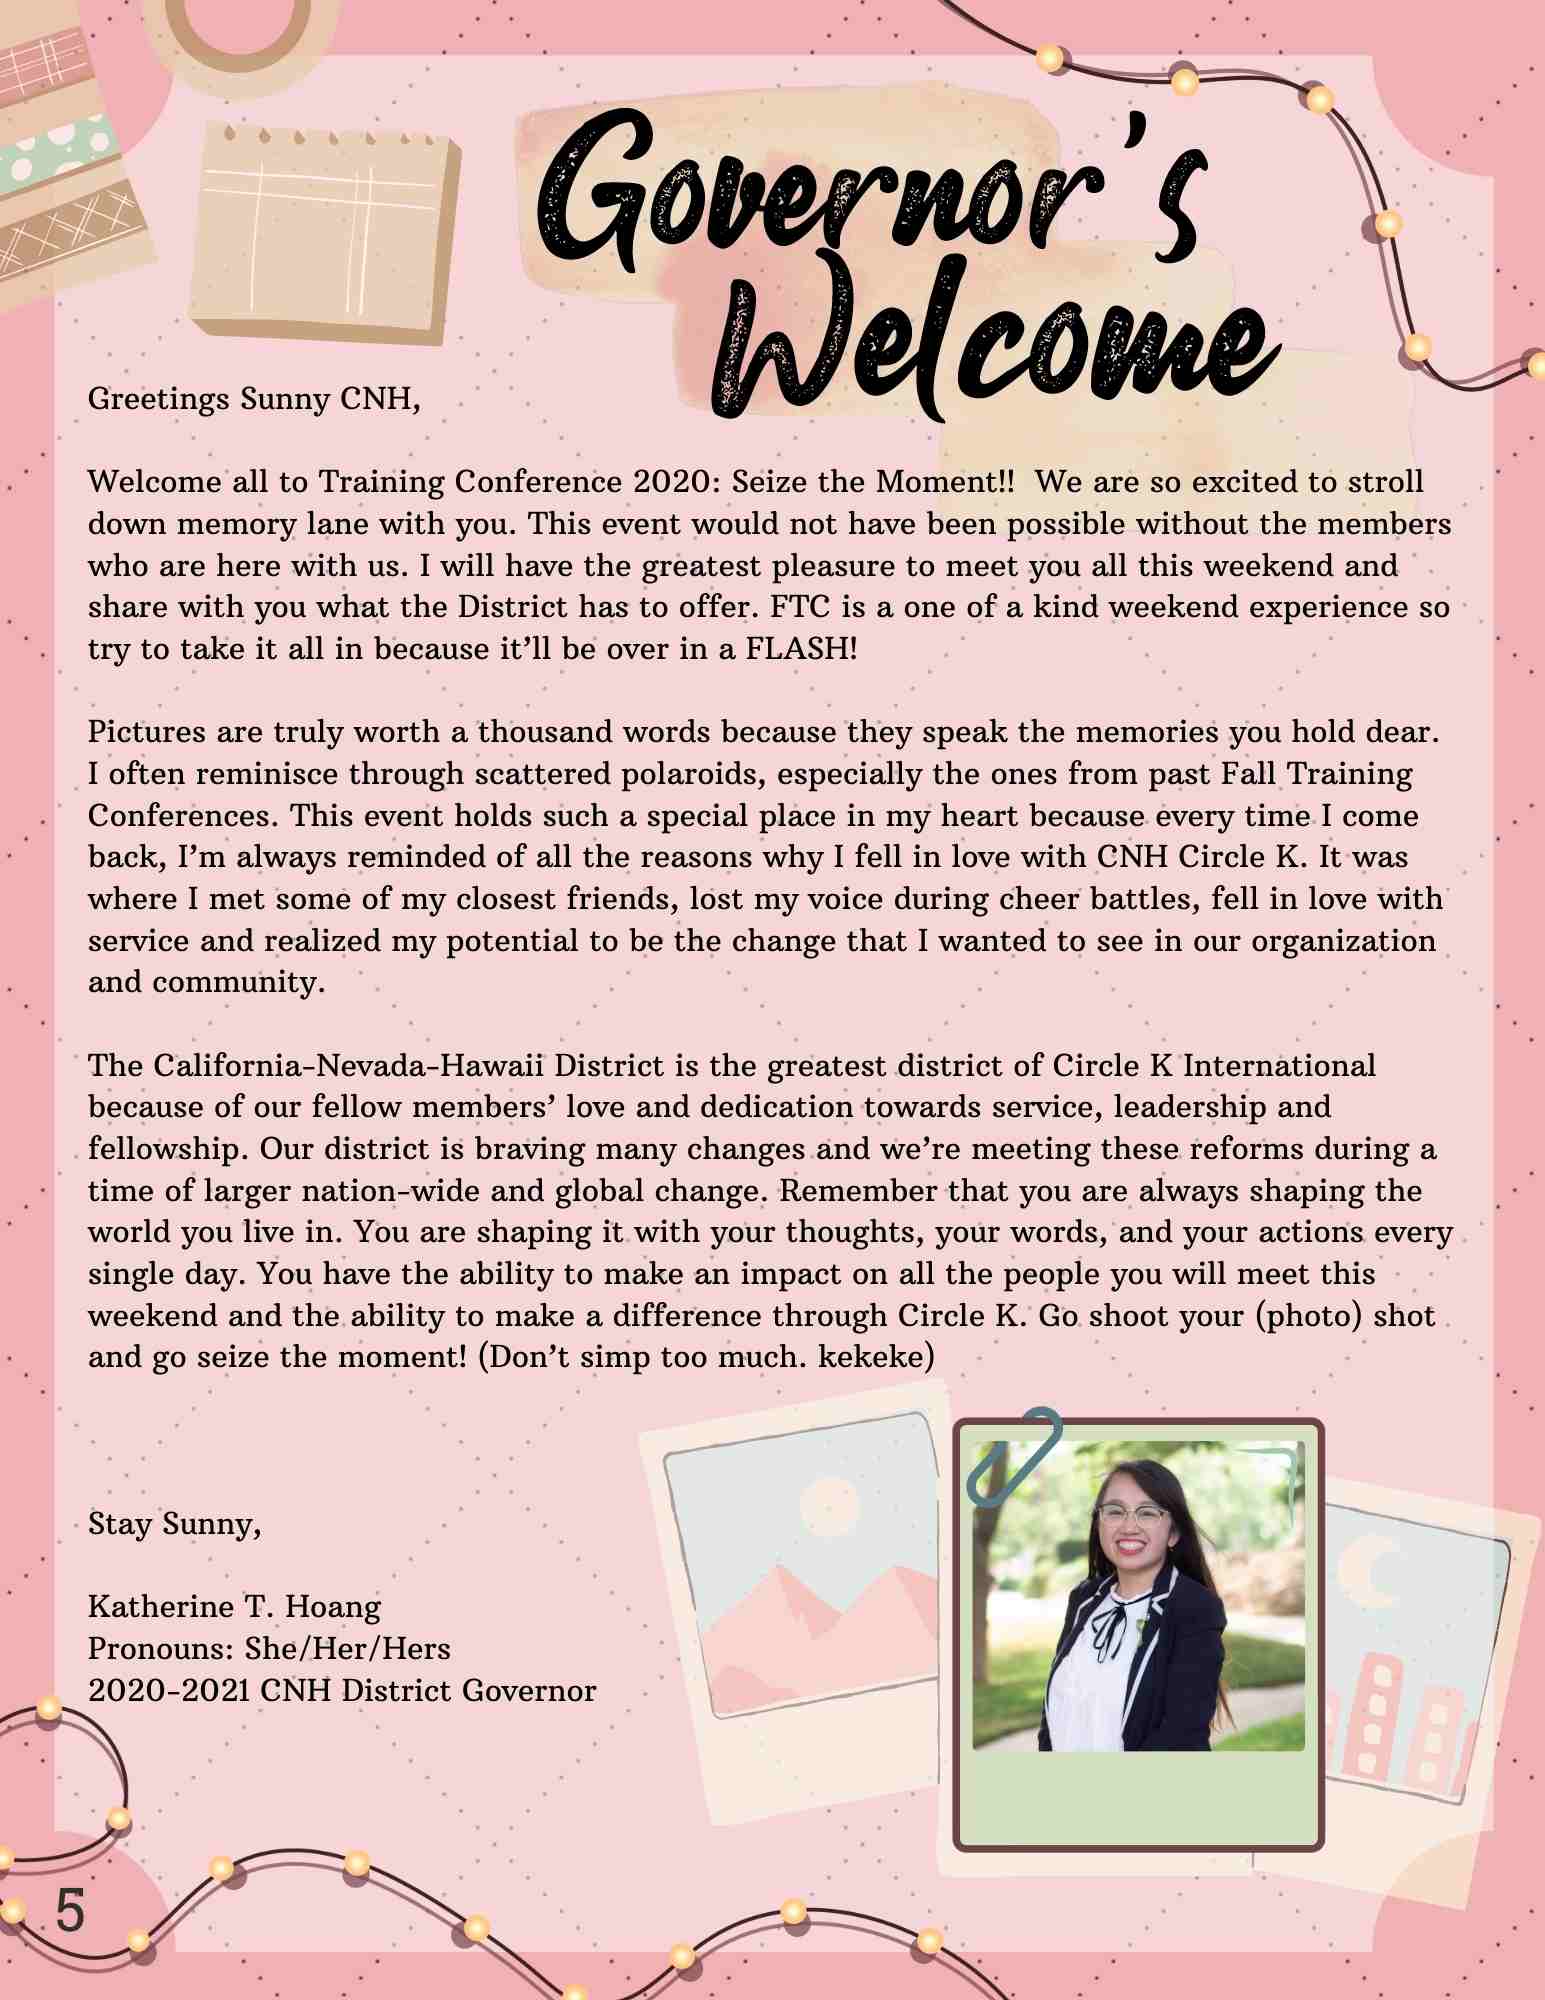 Governor's
Welcome
Greetings Sunny CNH,
Welcome all to Training Conference 2020: Seize the Moment!!  We are so excited to stroll
down memory lane with you. This event would not have been possible without the members
who are here with us. I will have the greatest pleasure to meet you all this weekend and
share with you what the District has to offer. FTC is a one of a kind weekend experience so
try to take it all in because it’ll be over in a FLASH!
Pictures are truly worth a thousand words because they speak the memories you hold dear.
I often reminisce through scattered polaroids, especially the ones from past Fall Training
Conferences. This event holds such a special place in my heart because every time I come
back, I’m always reminded of all the reasons why I fell in love with CNH Circle K. It was
where I met some of my closest friends, lost my voice during cheer battles, fell in love with
service and realized my potential to be the change that I wanted to see in our organization
and community.
The California-Nevada-Hawaii District is the greatest district of Circle K International
because of our fellow members’ love and dedication towards service, leadership and
fellowship. Our district is braving many changes and we’re meeting these reforms during a
time of larger nation-wide and global change. Remember that you are always shaping the
world you live in. You are shaping it with your thoughts, your words, and your actions every
single day. You have the ability to make an impact on all the people you will meet this
weekend and the ability to make a difference through Circle K. Go shoot your (photo) shot
and go seize the moment! (Don’t simp too much. kekeke)
Stay Sunny,
Katherine T. Hoang
Pronouns: She/Her/Hers
2020-2021 CNH District Governor
5